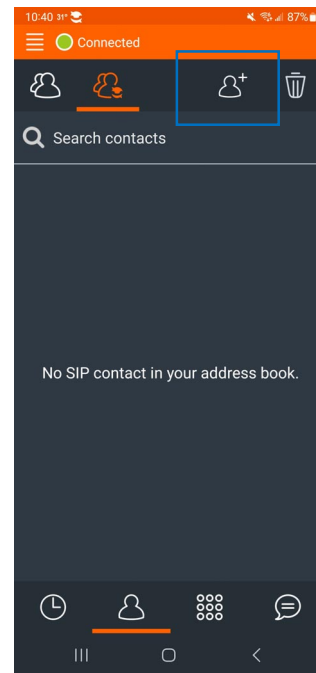 10:40 31°
87%
Connected
Search contacts
No SIP contact in your address book.